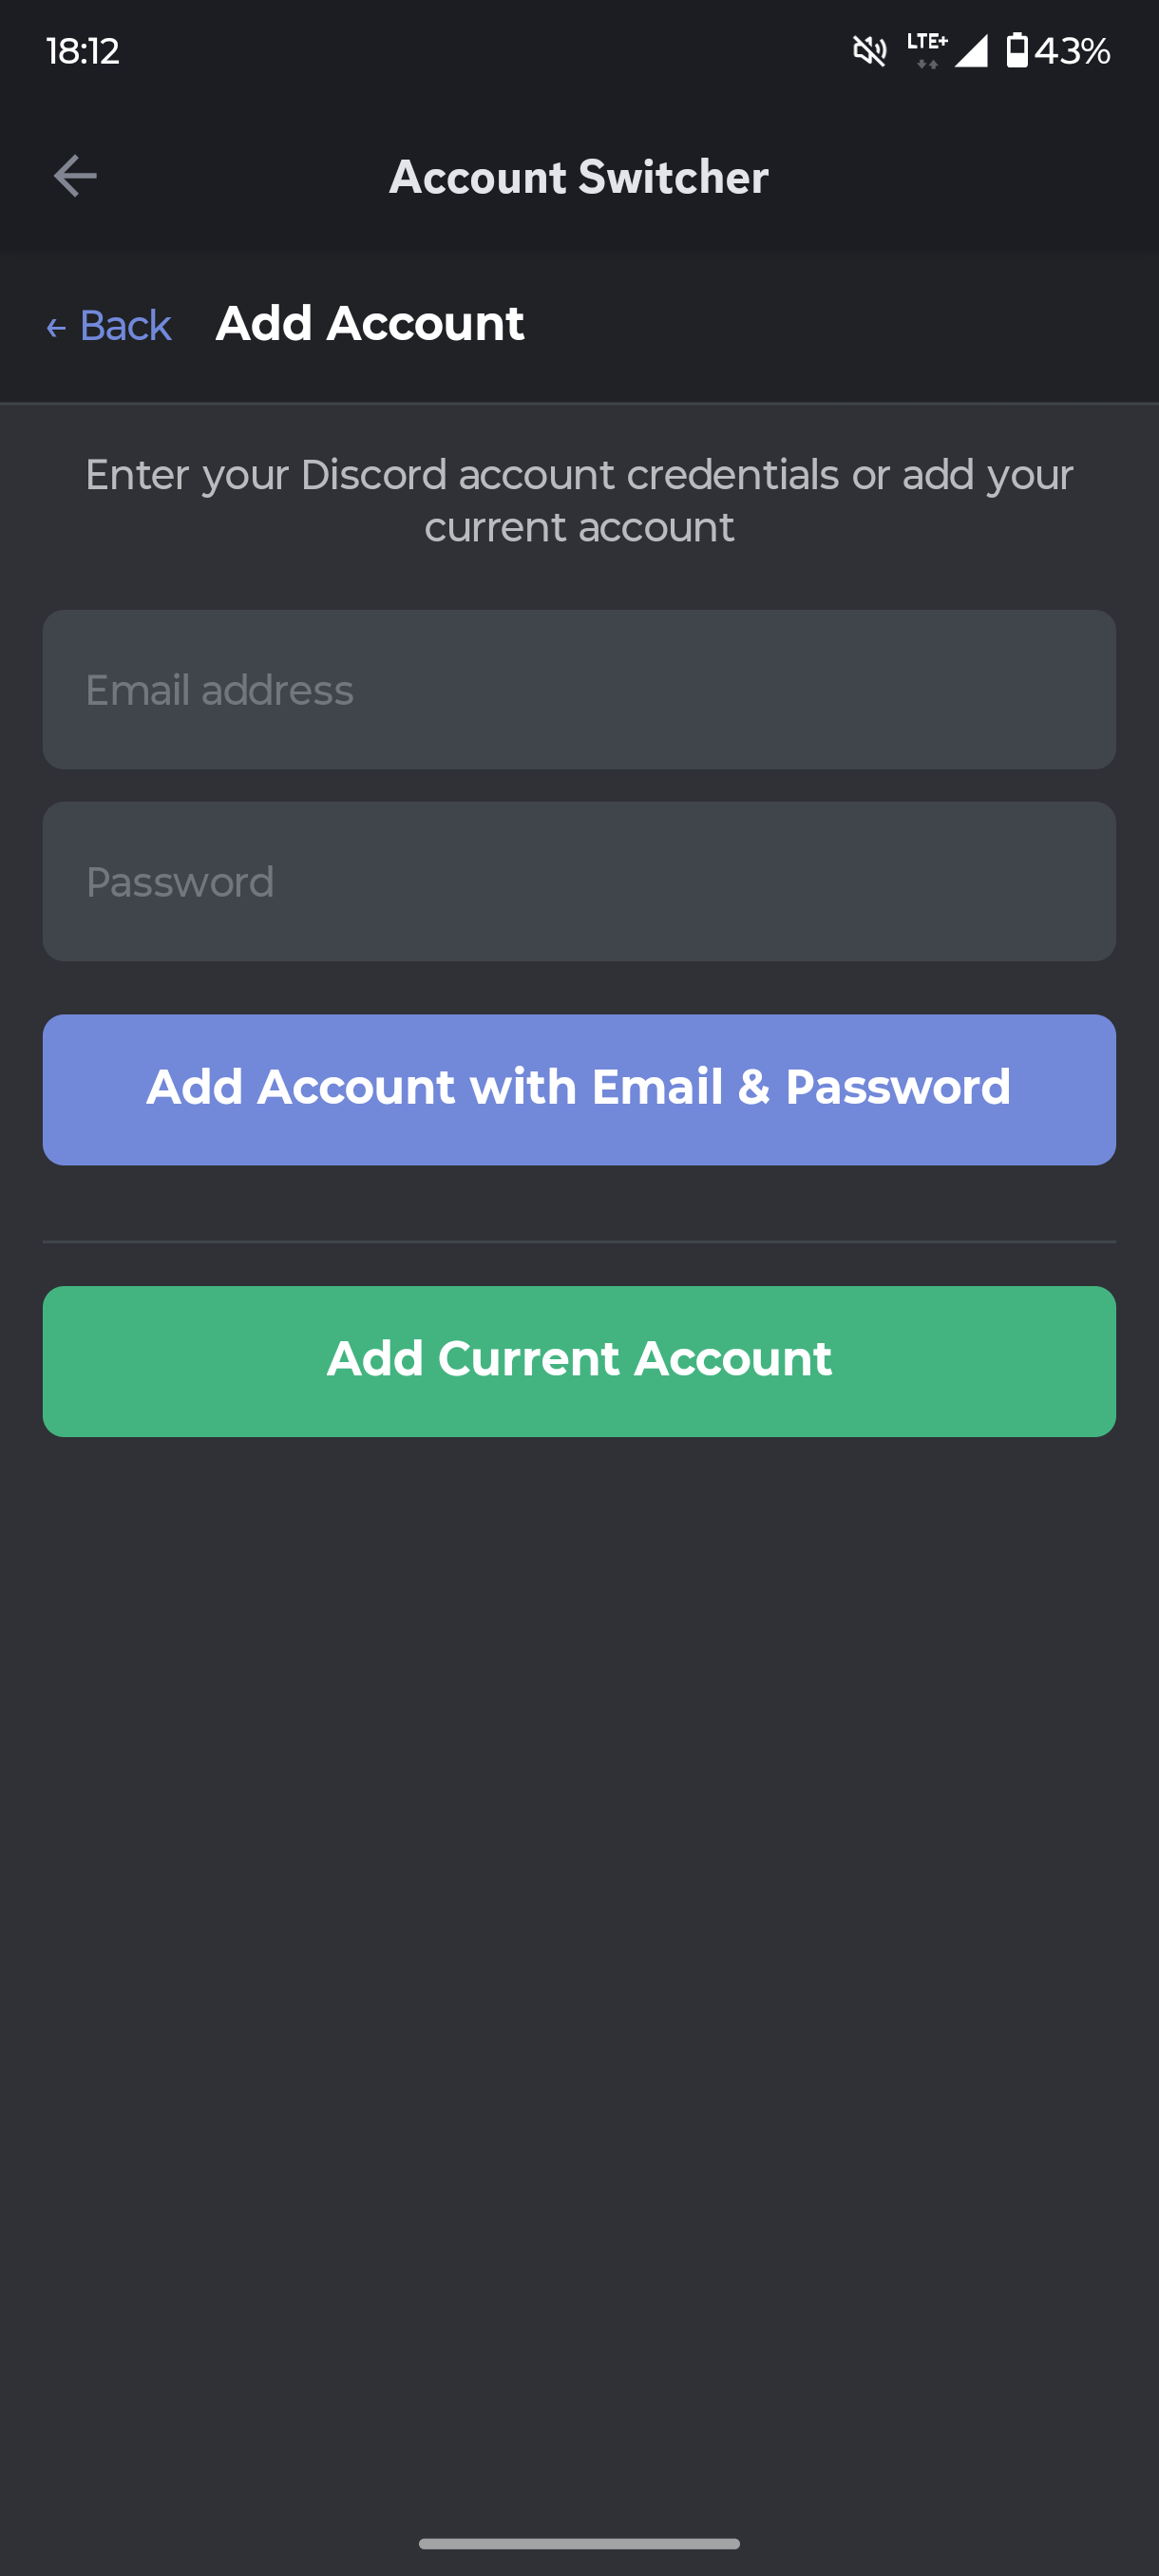 18:12 LTE+ 43%
Account Switcher
← Back Add Account
Enter your Discord account credentials or add your
current account
Email address
Password
Add Account with Email & Password
Add Current Account